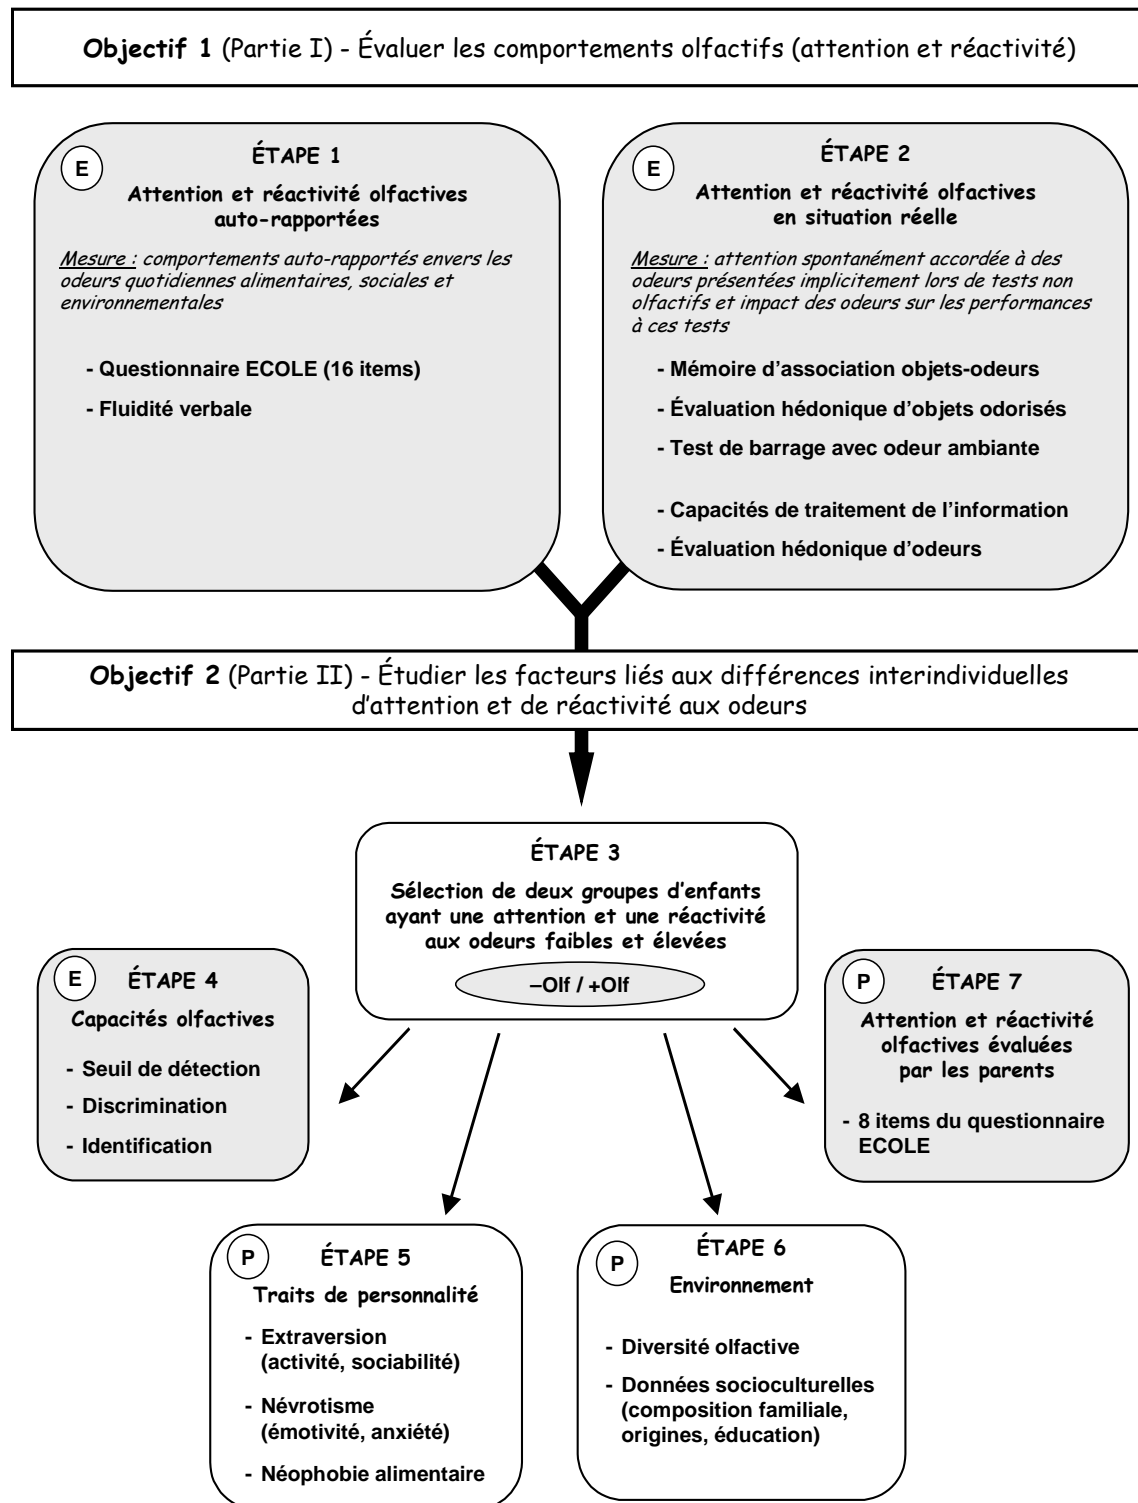 Objectif 1 (Partie I) - Évaluer les comportements olfactifs (attention et réactivité)
E
ÉTAPE 1
Attention et réactivité olfactives
auto-rapportées
Mesure : comportements auto-rapportés envers les
odeurs quotidiennes alimentaires, sociales et
environnementales
- Questionnaire ECOLE (16 items)
- Fluidité verbale
E
ÉTAPE 2
Attention et réactivité olfactives
en situation réelle
Mesure : attention spontanément accordée à des
odeurs présentées implicitement lors de tests non
olfactifs et impact des odeurs sur les performances
à ces tests
- Mémoire d'association objets-odeurs
- Évaluation hédonique d'objets odorisés
- Test de barrage avec odeur ambiante
- Capacités de traitement de l'information
- Évaluation hédonique d'odeurs
Objectif 2 (Partie II) - Étudier les facteurs liés aux différences interindividuelles
d'attention et de réactivité aux odeurs
ÉTAPE 3
Sélection de deux groupes d'enfants
ayant une attention et une réactivité
aux odeurs faibles et élevées
–Olf / +Olf
E
ÉTAPE 4
Capacités olfactives
- Seuil de détection
- Discrimination
- Identification
P
ÉTAPE 5
Traits de personnalité
- Extraversion
(activité, sociabilité)
- Névrotisme
(émotivité, anxiété)
- Néophobie alimentaire
P
ÉTAPE 6
Environnement
- Diversité olfactive
- Données socioculturelles
(composition familiale,
origines, éducation)
P
ÉTAPE 7
Attention et réactivité
olfactives évaluées
par les parents
- 8 items du questionnaire
ECOLE